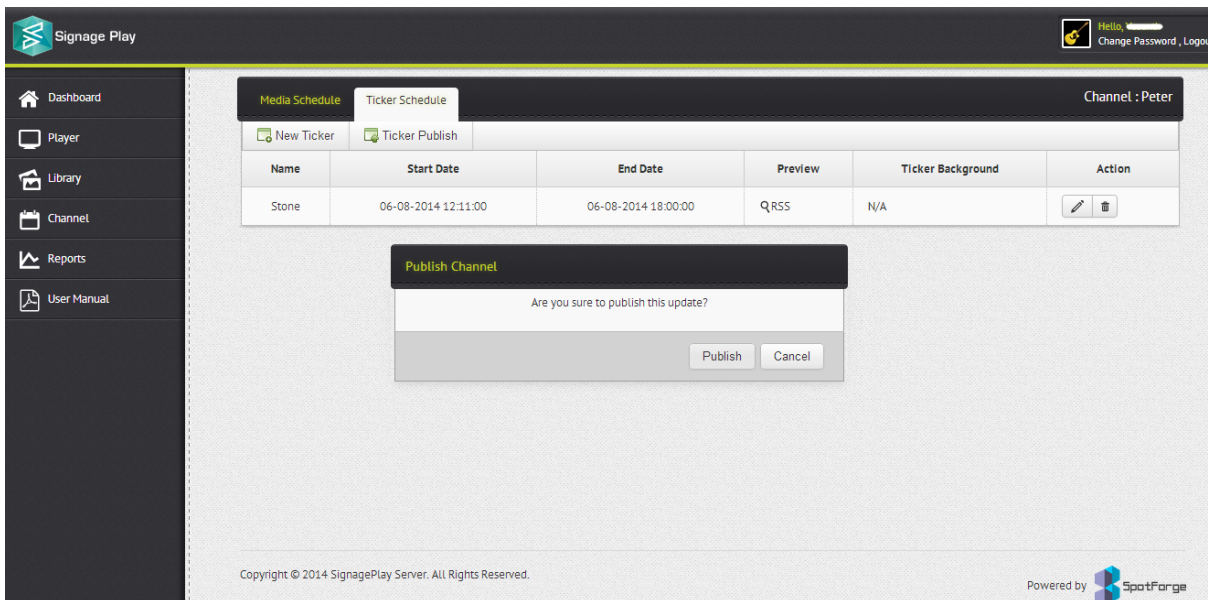 Signage Play
Hello,
Change Password , Logou
Dashboard
Player
Library
Channel
Reports
User Manual
Media Schedule
Ticker Schedule
Channel : Peter
New Ticker
Ticker Publish
Name Start Date End Date Preview Ticker Background Action
Stone 06-08-2014 12:11:00 06-08-2014 18:00:00 RSS N/A
Publish Channel
Are you sure to publish this update?
Publish Cancel
Copyright © 2014 SignagePlay Server. All Rights Reserved.
Powered by SpotForge